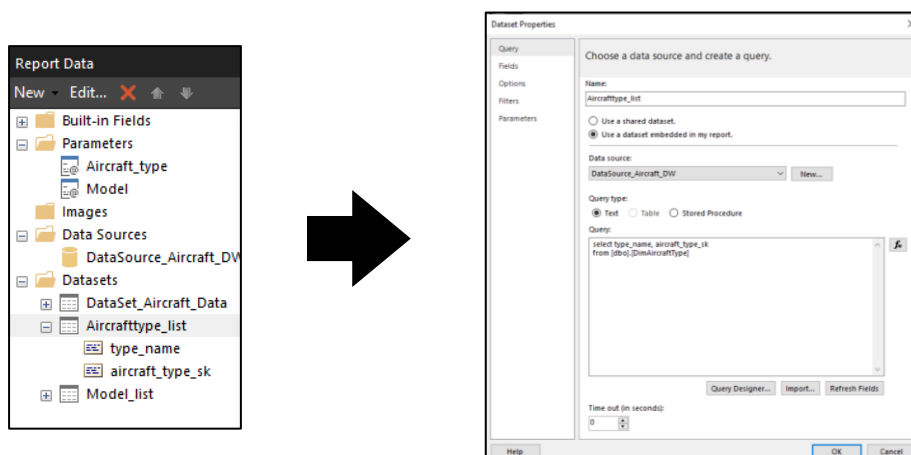 Report Data
New Edit...
Built-in Fields
Parameters
Aircraft_type
Model
Images
Data Sources
DataSource_Aircraft_DW
Datasets
DataSet_Aircraft_Data
Aircrafttype_list
type_name
aircraft_type_sk
Model_list
Dataset Properties
Query
Fields
Options
Filters
Parameters
Choose a data source and create a query.
Name:
Aircrafttype_list
Use a shared dataset.
Use a dataset embedded in my report.
Data source:
DataSource_Aircraft_DW
New...
Query type:
Text Table Stored Procedure
Query:
select type_name, aircraft_type_sk
from [dbo].[DimAircraftType]
fx
Query Designer... Import... Refresh Fields
Time out (in seconds):
0
Help OK Cancel